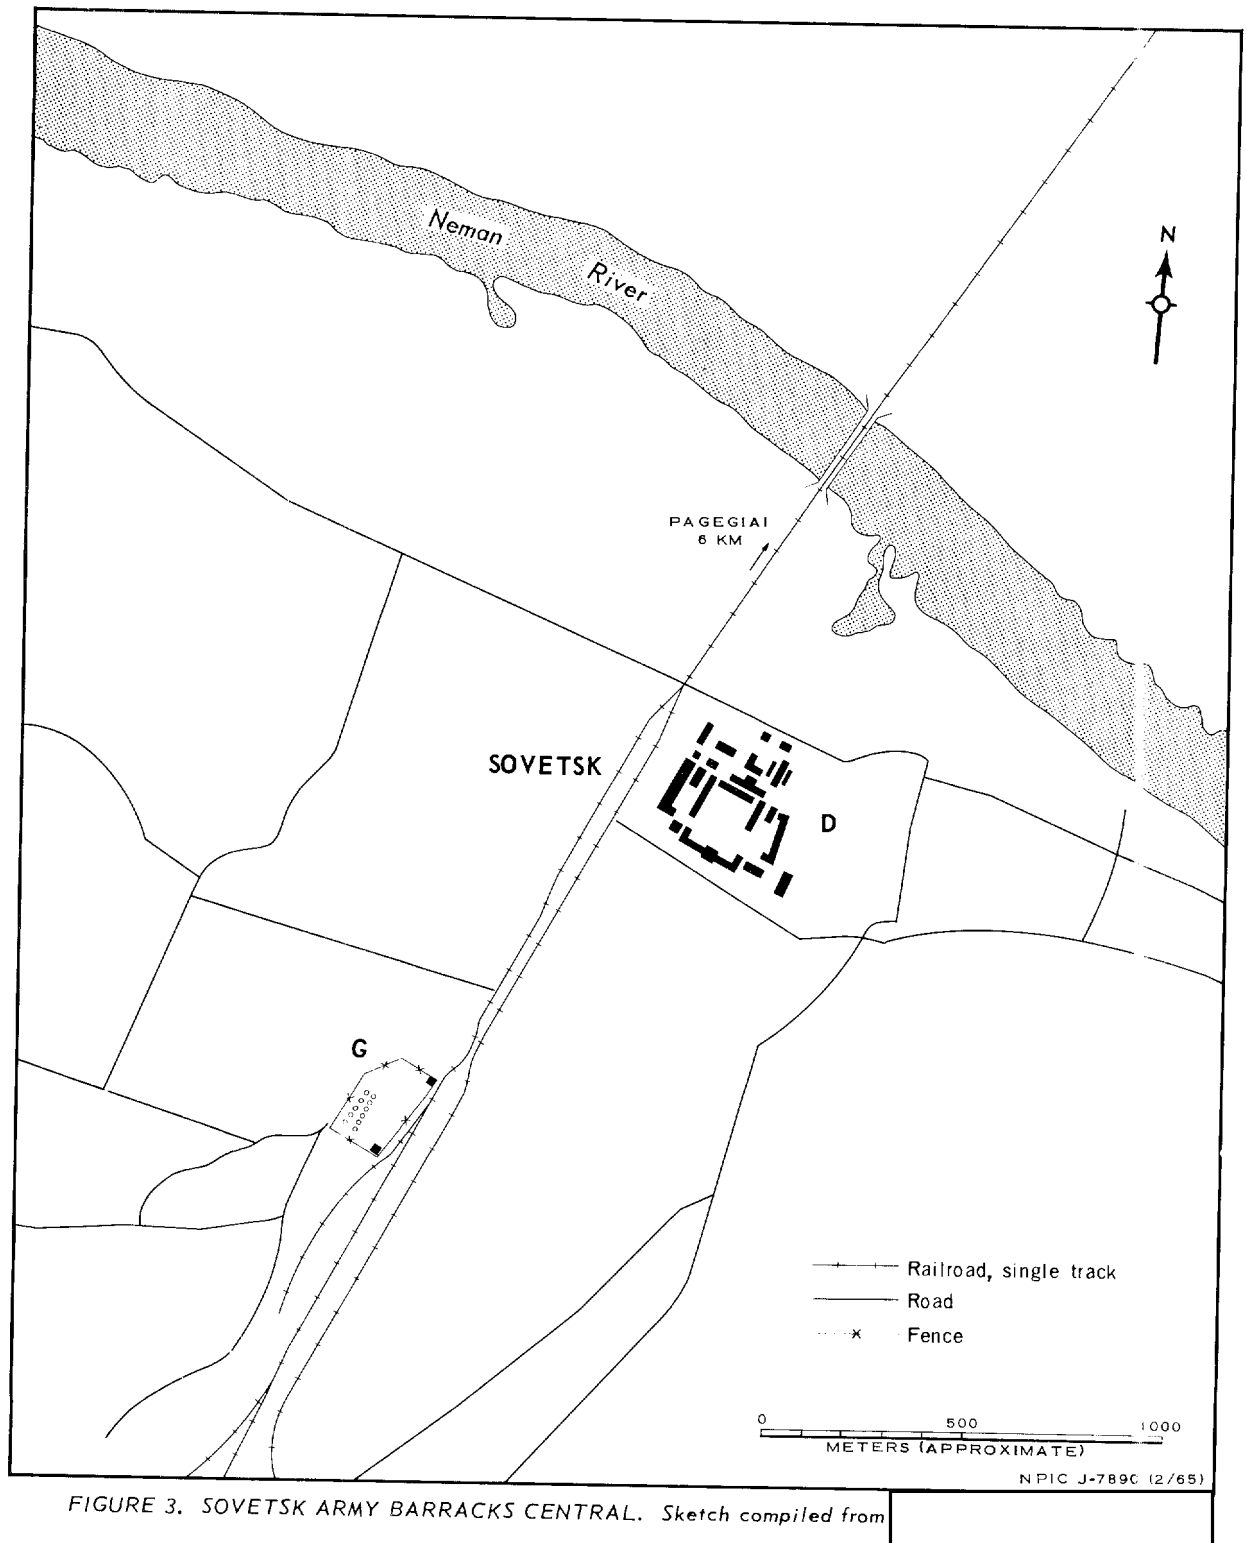 Neman
River
N
PAGEGIAI
6 KM
SOVETSK
D
G
Railroad, single track
Road
Fence
0 500 1000
METERS (APPROXIMATE)
NPIC J-7890 (2/65)
FIGURE 3. SOVETSK ARMY BARRACKS CENTRAL. Sketch compiled from